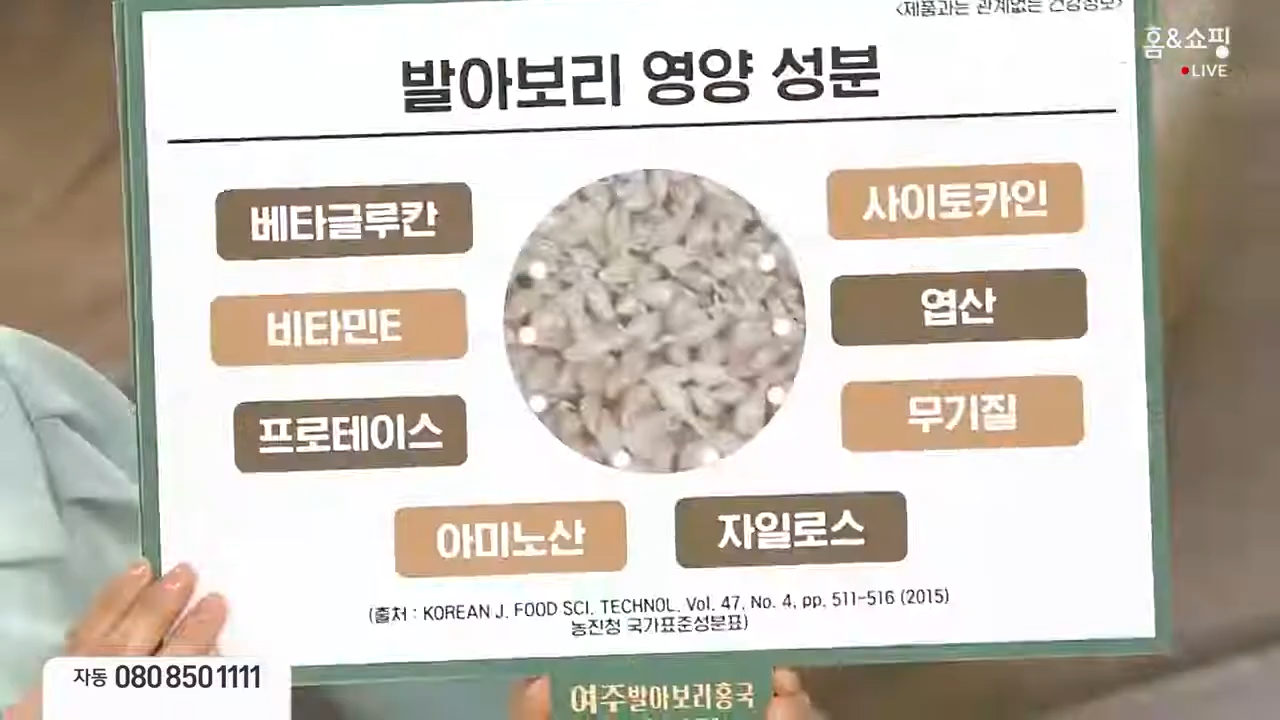 <제품과는 관계없는 건강정보>
홈&쇼핑
LIVE
발아보리 영양 성분
베타글루칸
사이토카인
비타민E
엽산
프로테이스
무기질
아미노산
자일로스
(출처 : KOREAN J. FOOD SCI. TECHNOL. Vol. 47, No. 4, pp. 511-516 (2015)
농진청 국가표준성분표)
자동 080 850 1111
여주발아보리홍국